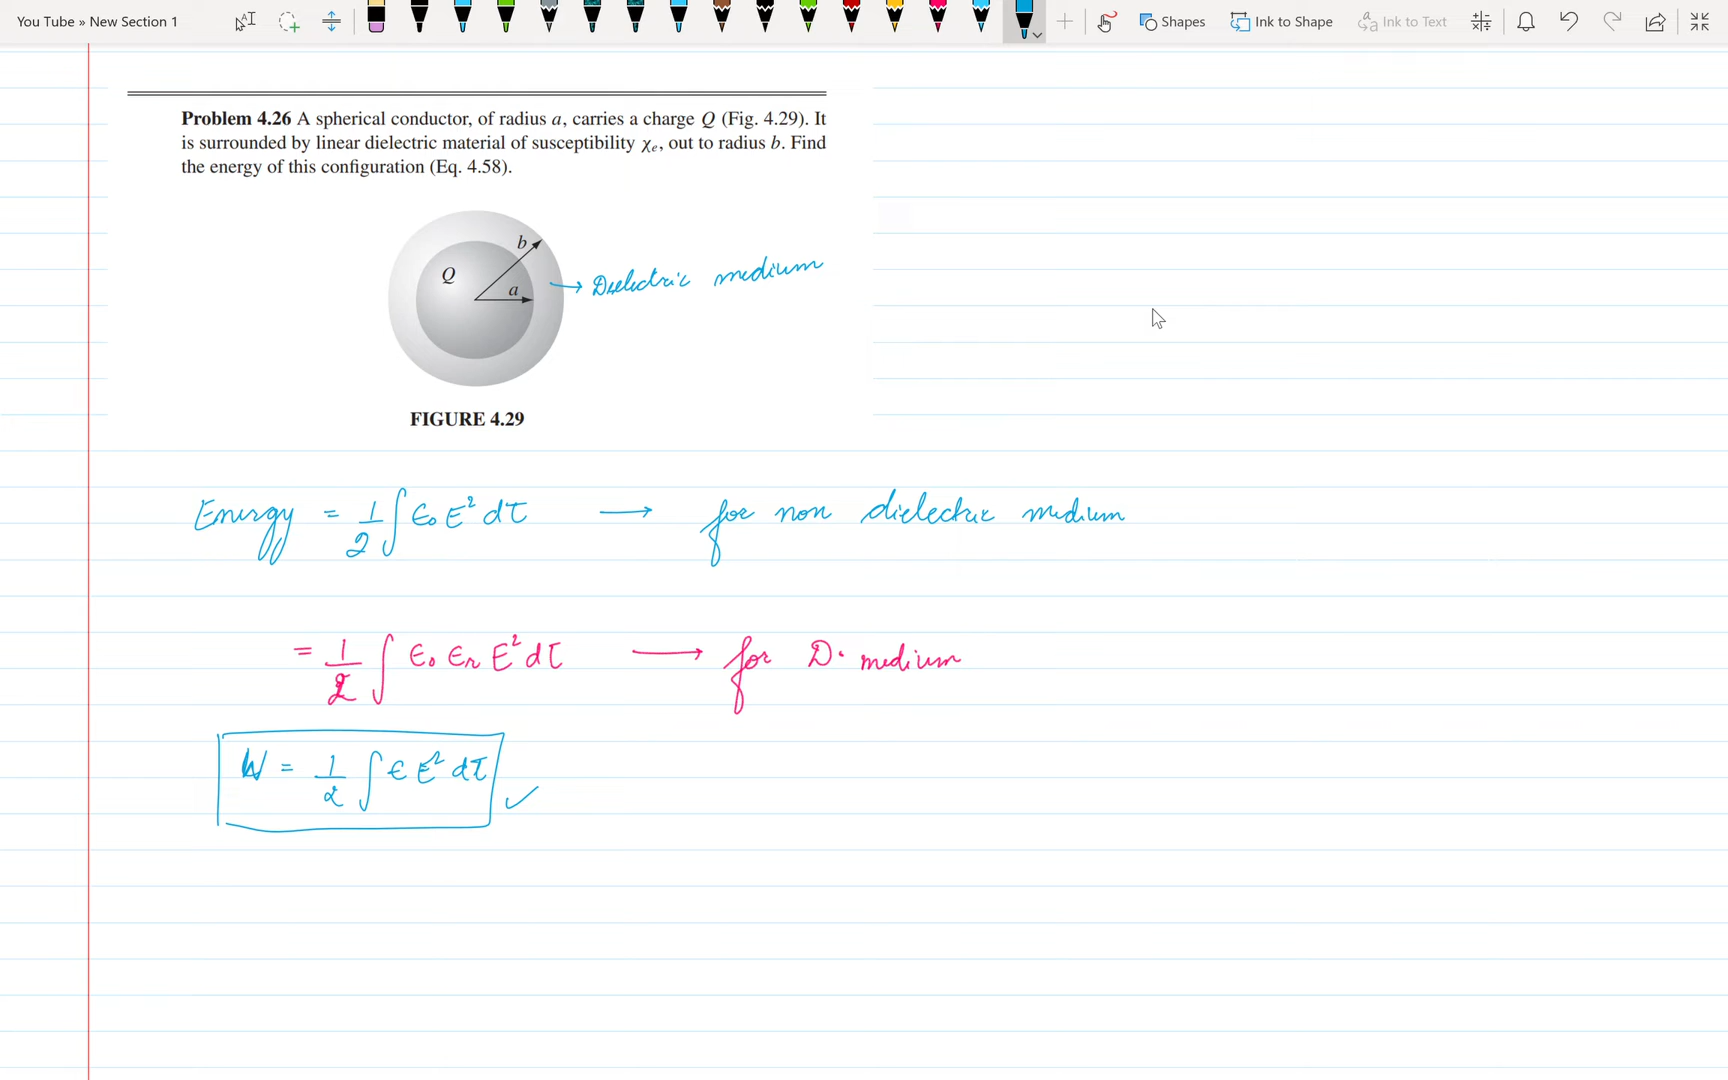 You Tube » New Section 1
Shapes
Ink to Shape
Ink to Text
Problem 4.26 A spherical conductor, of radius a, carries a charge Q (Fig. 4.29). It
is surrounded by linear dielectric material of susceptibility χₑ, out to radius b. Find
the energy of this configuration (Eq. 4.58).
b
Q
a
→ Dielectric medium
FIGURE 4.29
Energy = 1/2 ∫ ε₀ E² dτ → for non dielectric medium
= 1/2 ∫ ε₀ εᵣ E² dτ → for D. medium
W = 1/2 ∫ ε E² dτ ✓